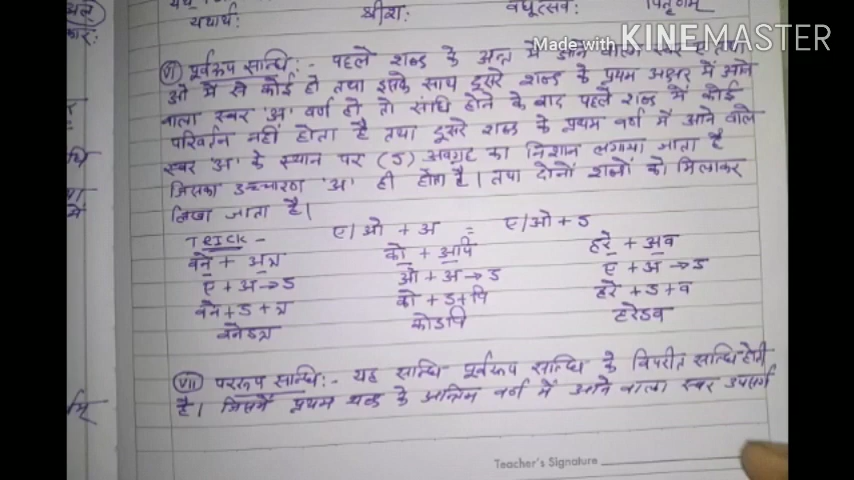 यथार्थः श्रीशः वधूत्सवः पितृणाम्
Made with KINEMASTER
(VI) पूर्वरूप सन्धि :- पहले शब्द के अन्त में आने वाला स्वर ए तथा
ओ में से कोई हो तथा इसके साथ दूसरे शब्द के प्रथम अक्षर में आने
वाला स्वर 'अ' वर्ण हो तो संधि होने के बाद पहले शब्द में कोई
परिवर्तन नहीं होता है तथा दूसरे शब्द के प्रथम वर्ण में आने वाले
स्वर 'अ' के स्थान पर (ऽ) अवग्रह का निशान लगाया जाता है
जिसका उच्चारण 'अ' ही होता है। तथा दोनों शब्दों को मिलाकर
लिखा जाता है।
TRICK - ए/ओ + अ = ए/ओ + ऽ
वने + अत्र को + अपि हरे + अव
ए + अ → ऽ ओ + अ → ऽ ए + अ → ऽ
वने + ऽ + त्र को + ऽ + पि हरे + ऽ + व
वनेऽत्र कोऽपि हरेऽव
(VII) पररूप सन्धि :- यह सन्धि पूर्वरूप सन्धि के विपरीत सन्धि होती
है। जिसमें प्रथम शब्द के अन्तिम वर्ण में आने वाला स्वर उपसर्ग
Teacher's Signature